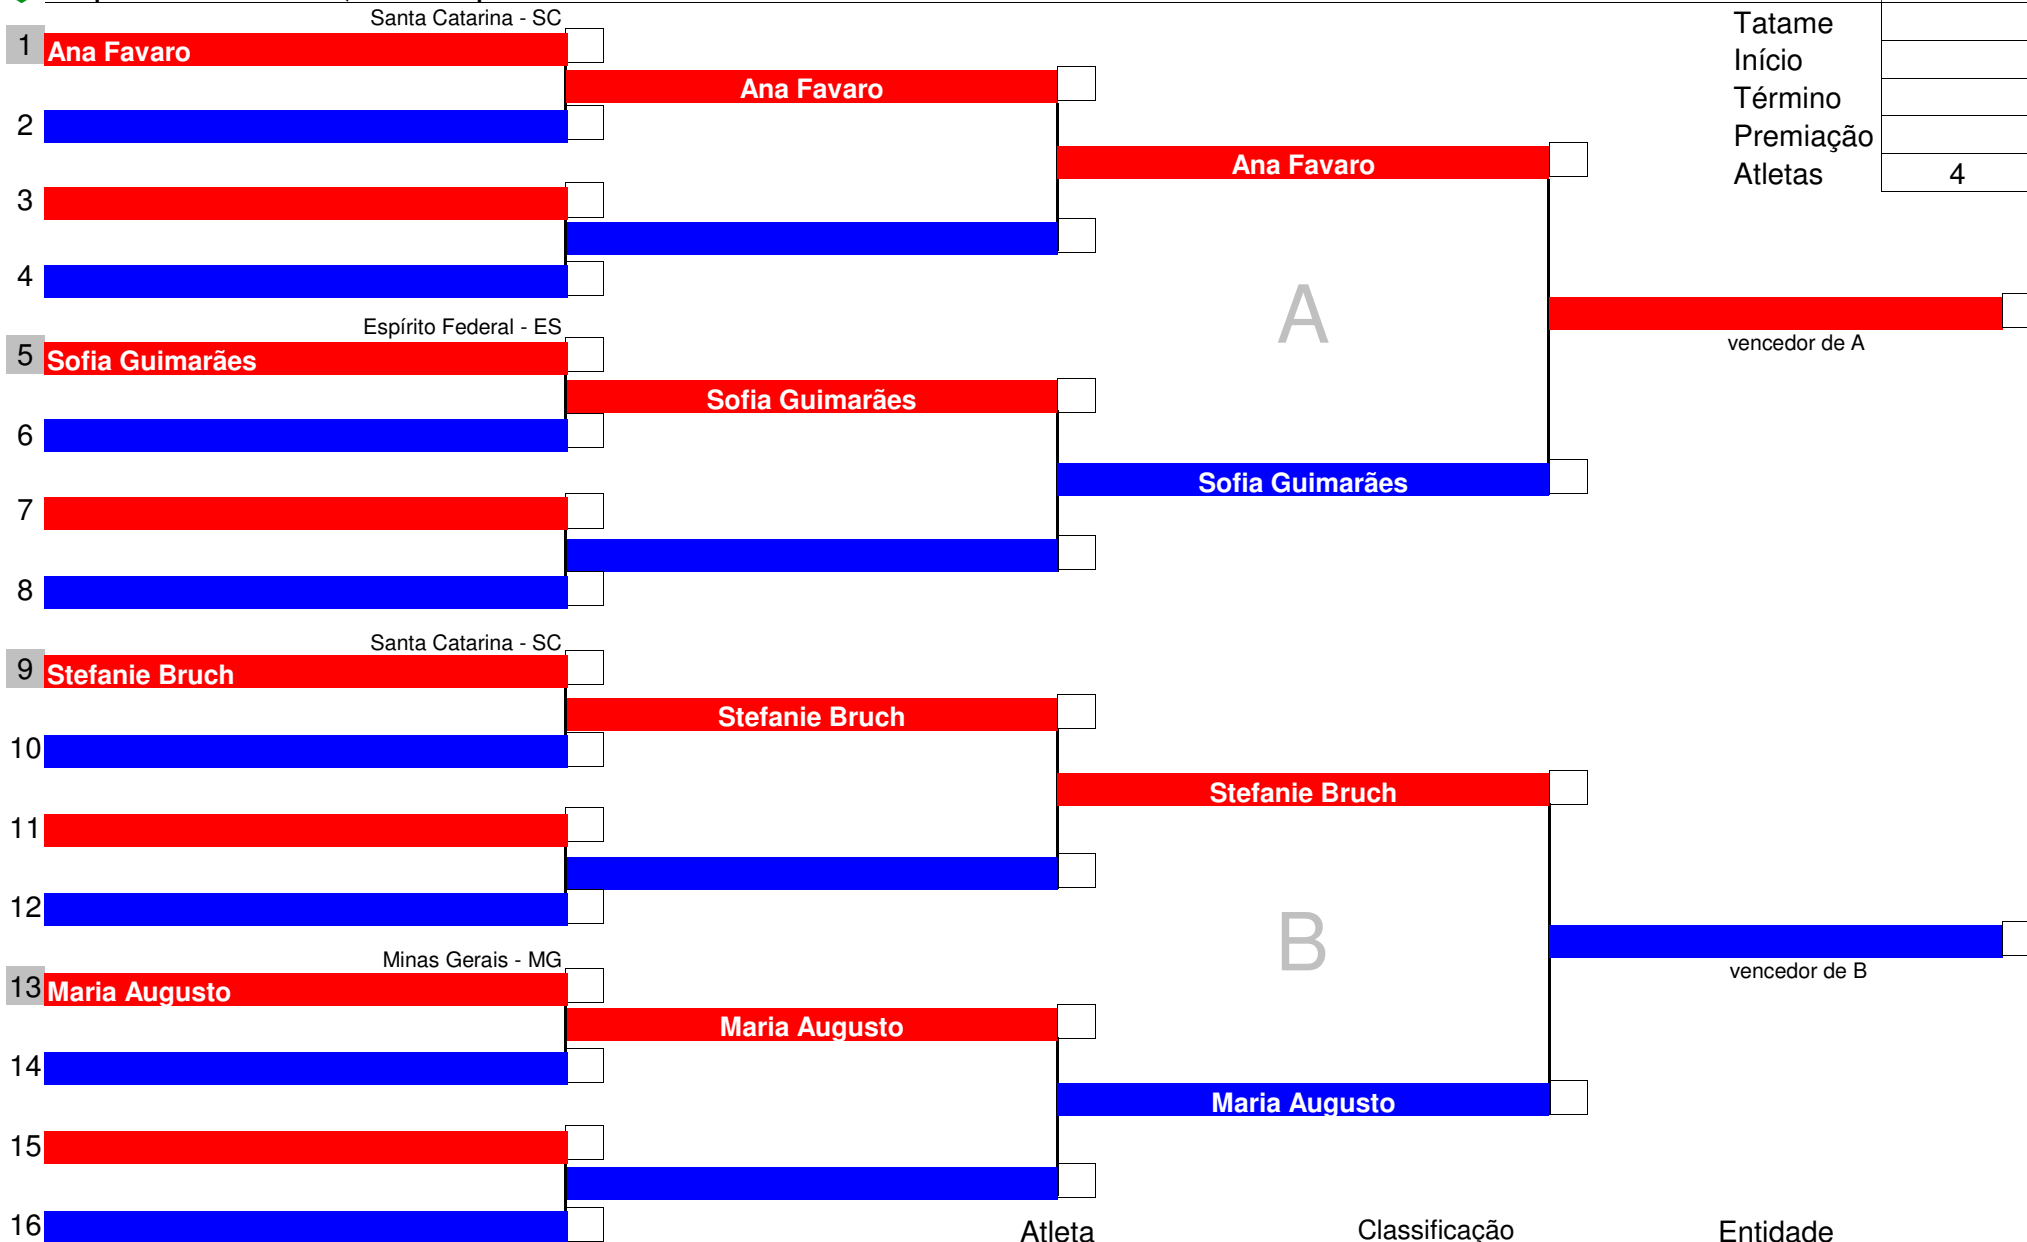 Santa Catarina - SC
Tatame
1 Ana Favaro
Início
Ana Favaro
Término
2
Premiação
Ana Favaro
Atletas 4
3
4
A
Espírito Federal - ES
vencedor de A
5 Sofia Guimarães
Sofia Guimarães
6
Sofia Guimarães
7
8
Santa Catarina - SC
9 Stefanie Bruch
Stefanie Bruch
10
Stefanie Bruch
11
12
B
Minas Gerais - MG
vencedor de B
13 Maria Augusto
Maria Augusto
14
Maria Augusto
15
16
Atleta Classificação Entidade